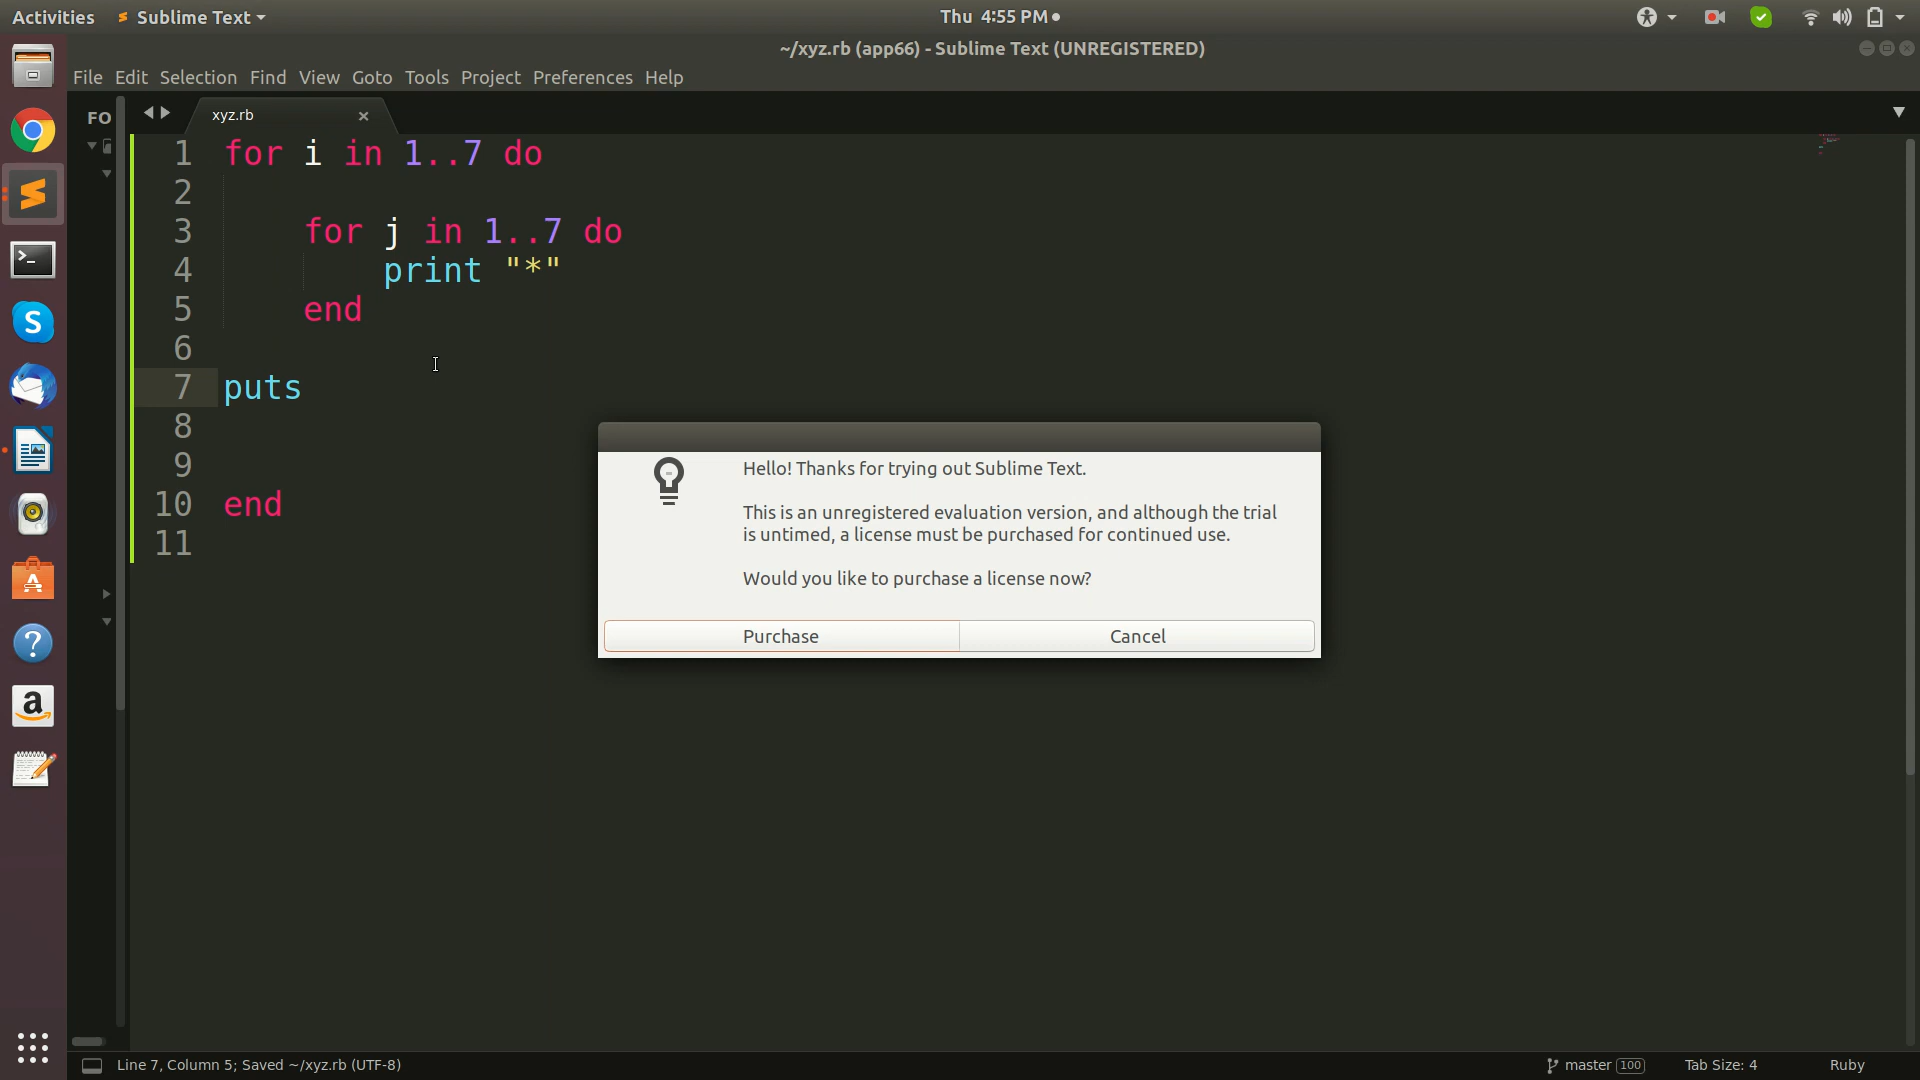 Activities Sublime Text Thu 4:55 PM
~/xyz.rb (app66) - Sublime Text (UNREGISTERED)
File Edit Selection Find View Goto Tools Project Preferences Help
FO
xyz.rb
1 for i in 1..7 do
2
3 for j in 1..7 do
4 print "*"
5 end
6
7 puts
8
9
10 end
11
Hello! Thanks for trying out Sublime Text.
This is an unregistered evaluation version, and although the trial
is untimed, a license must be purchased for continued use.
Would you like to purchase a license now?
Purchase Cancel
Line 7, Column 5; Saved ~/xyz.rb (UTF-8) master 100 Tab Size: 4 Ruby